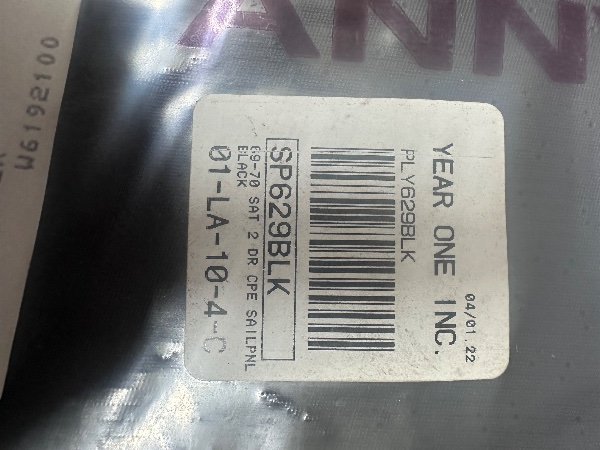 ANN
W6192100
YEAR ONE INC.
04/01.22
PLY629BLK
SP629BLK
69-70 SAT 2 DR CPE SAILPNL
BLACK
01-LA-10-4-C